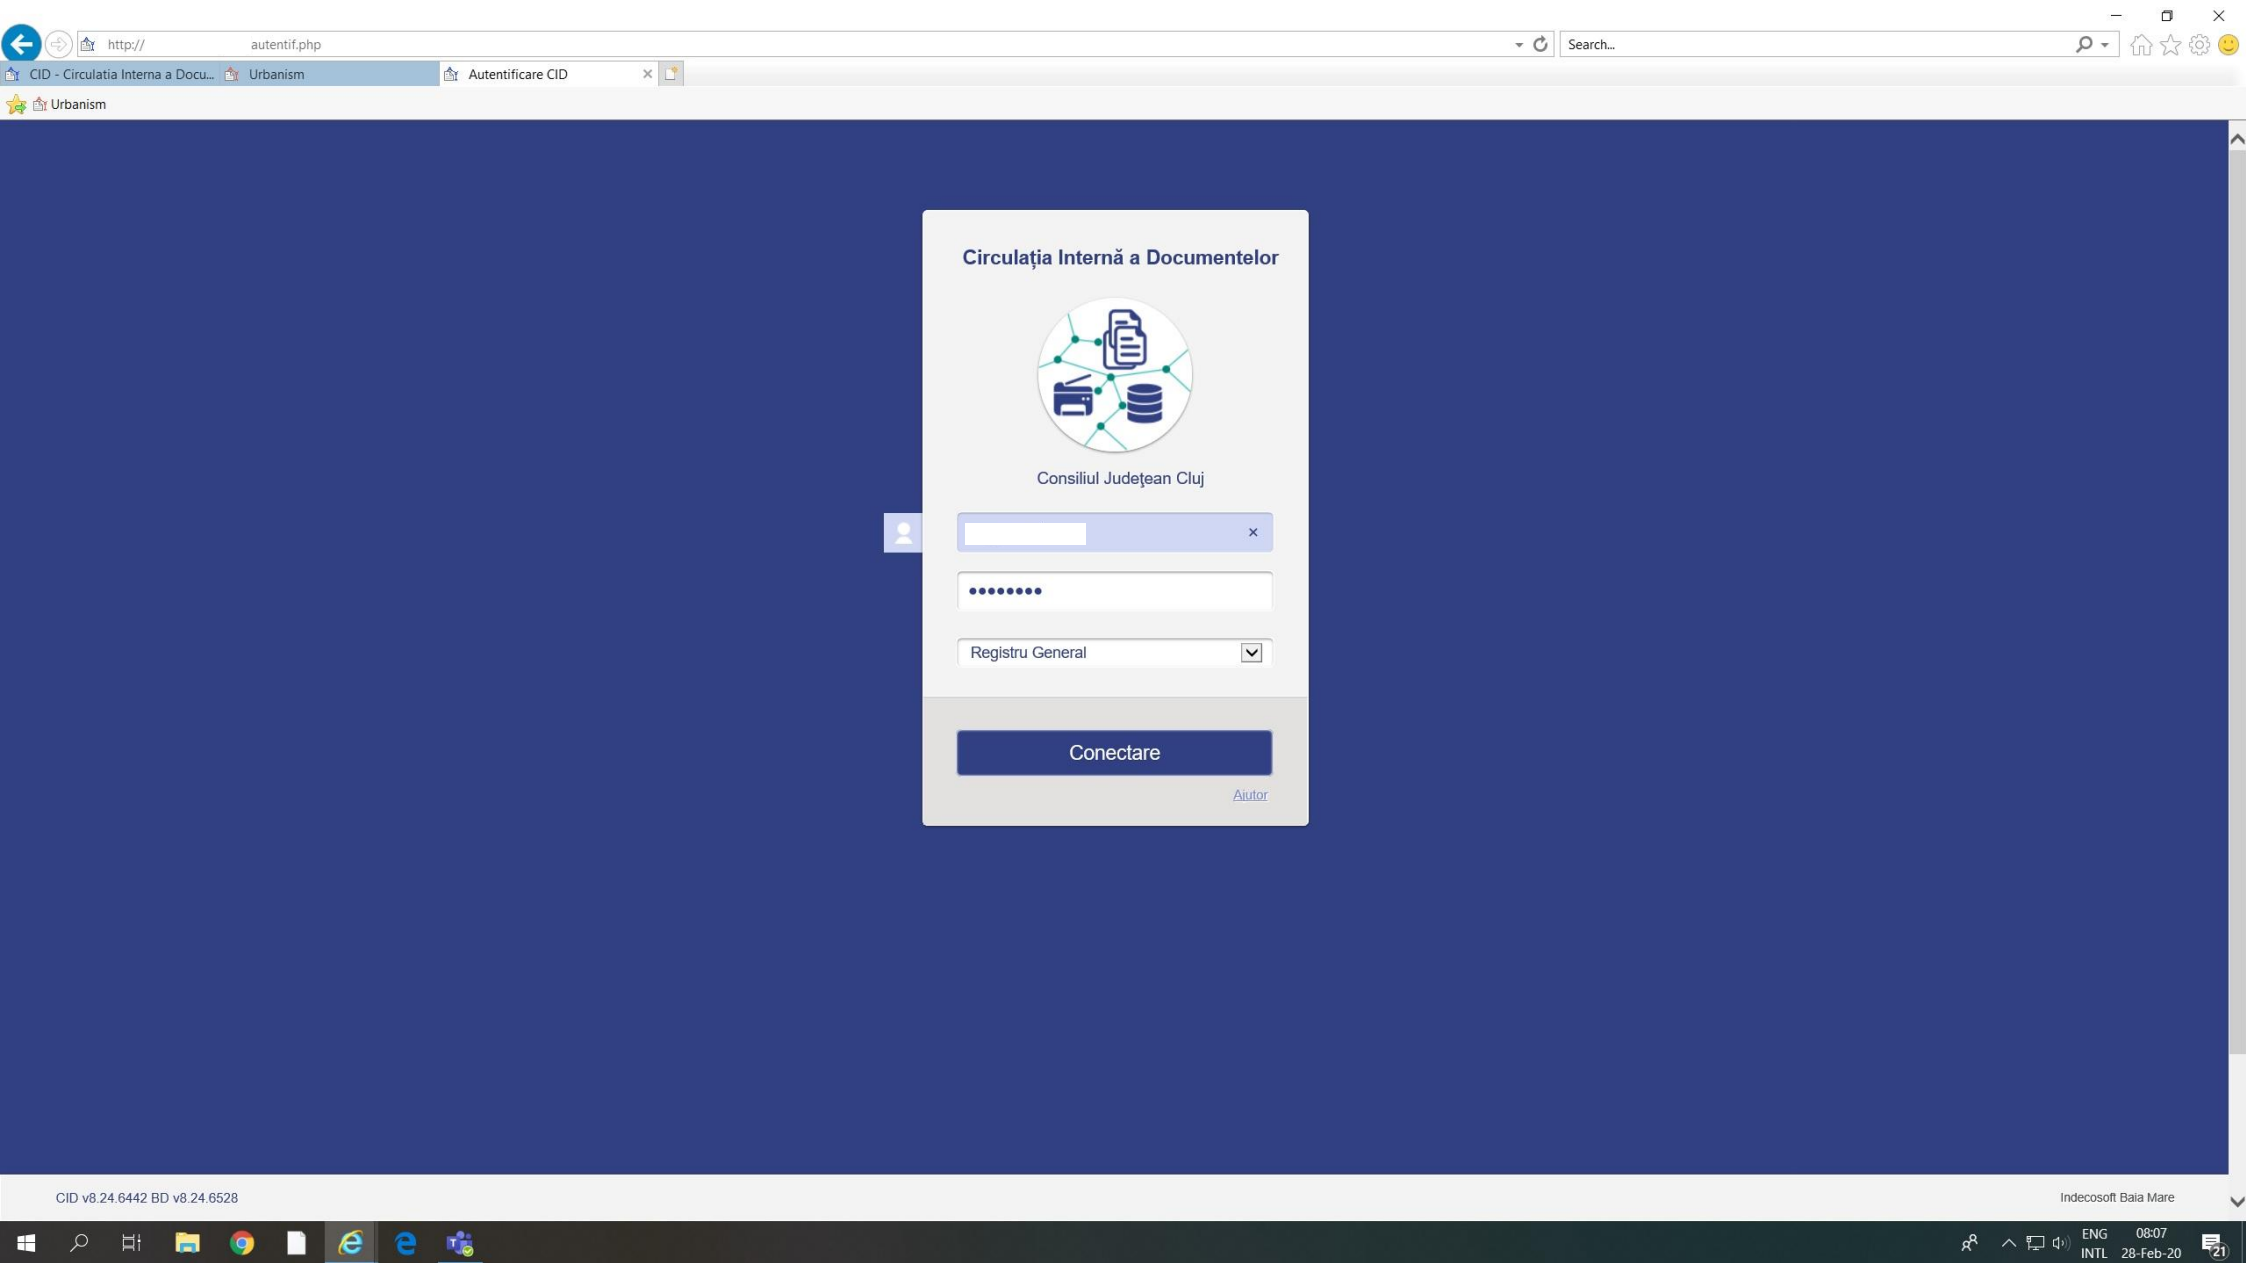 http:// autentif.php
Search...
CID - Circulatia Interna a Docu...
Urbanism
Autentificare CID
Urbanism
Circulația Internă a Documentelor
Consiliul Judeţean Cluj
Registru General
Conectare
Ajutor
CID v8.24.6442 BD v8.24.6528
Indecosoft Baia Mare
ENG
08:07
INTL
28-Feb-20
21